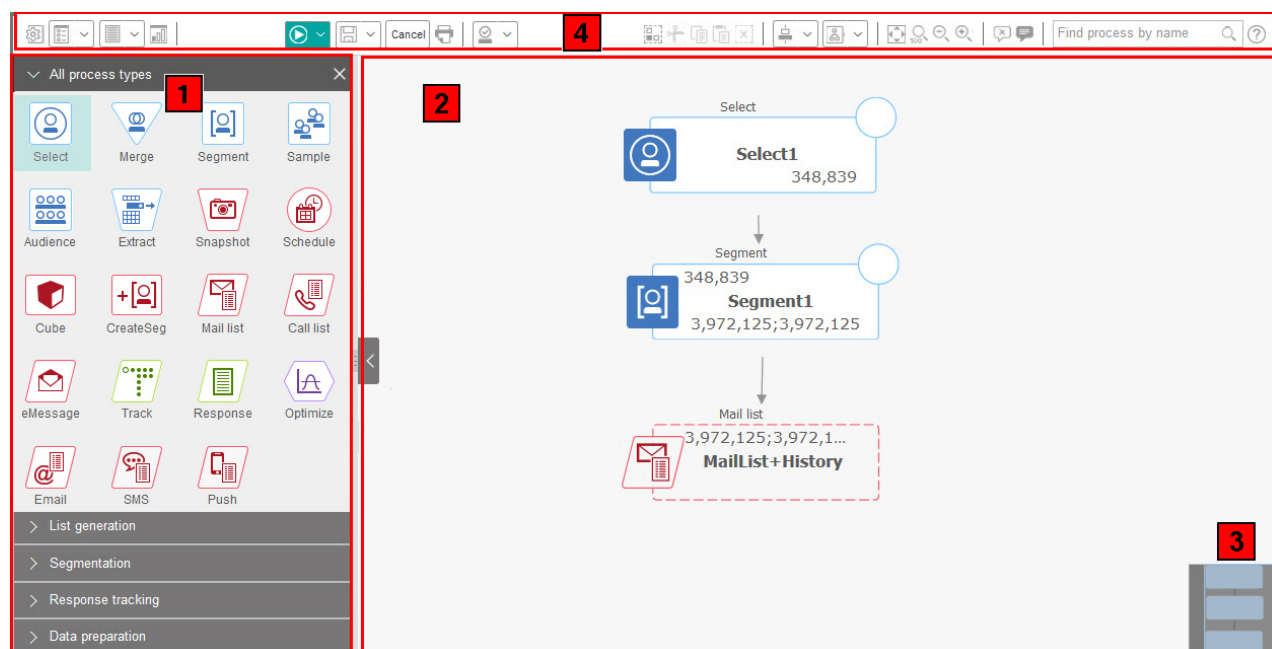 Cancel
4
100
Find process by name
?
All process types
1
Select
Merge
Segment
Sample
Audience
Extract
Snapshot
Schedule
Cube
CreateSeg
Mail list
Call list
eMessage
Track
Response
Optimize
Email
SMS
Push
List generation
Segmentation
Response tracking
Data preparation
2
Select
Select1
348,839
Segment
348,839
Segment1
3,972,125;3,972,125
Mail list
3,972,125;3,972,1...
MailList+History
3